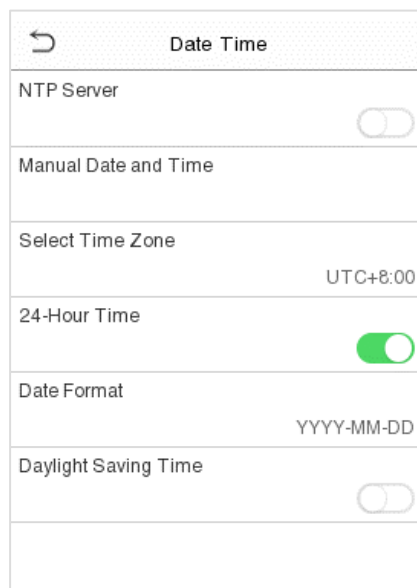 Date Time
NTP Server
Manual Date and Time
Select Time Zone
UTC+8:00
24-Hour Time
Date Format
YYYY-MM-DD
Daylight Saving Time